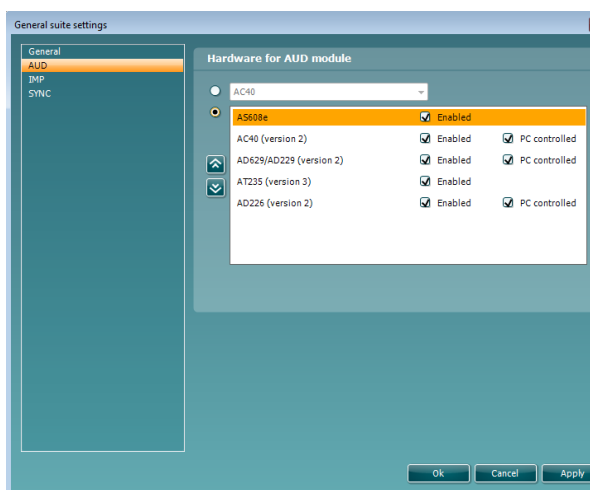 General suite settings
General
AUD
IMP
SYNC
Hardware for AUD module
AC40
AS608e Enabled
AC40 (version 2) Enabled PC controlled
AD629/AD229 (version 2) Enabled PC controlled
AT235 (version 3) Enabled
AD226 (version 2) Enabled PC controlled
Ok Cancel Apply